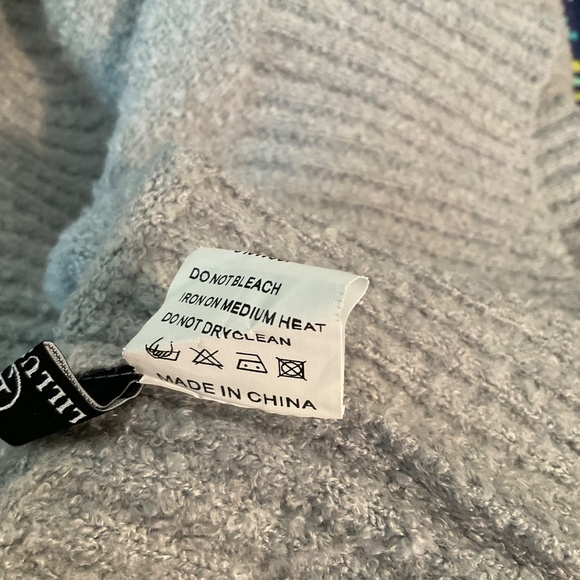 DO NOT BLEACH
IRON ON MEDIUM HEAT
DO NOT DRYCLEAN
MADE IN CHINA